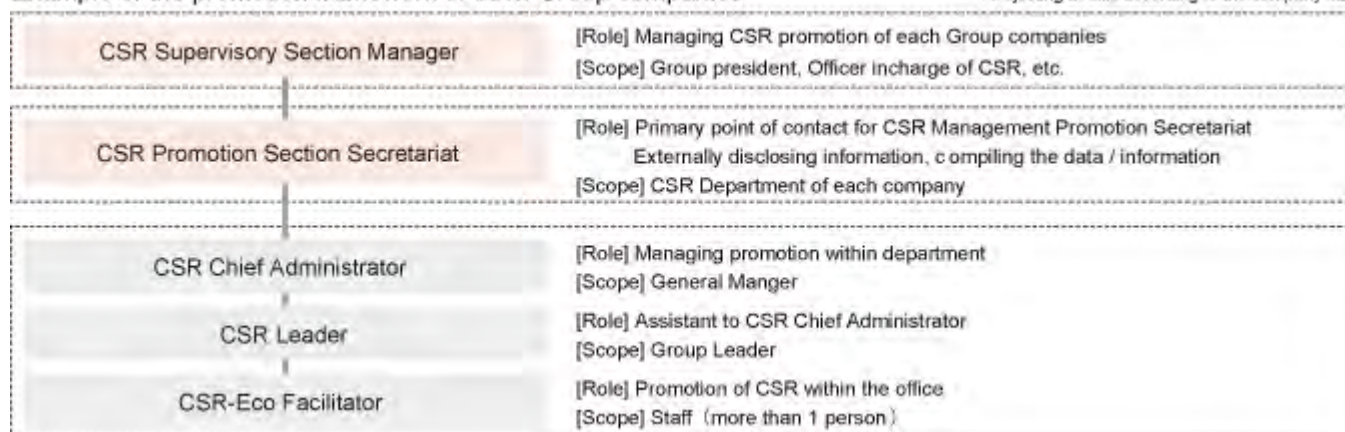 CSR Supervisory Section Manager
[Role] Managing CSR promotion of each Group companies
[Scope] Group president, Officer incharge of CSR, etc.
CSR Promotion Section Secretariat
[Role] Primary point of contact for CSR Management Promotion Secretariat
Externally disclosing information, c ompiling the data / information
[Scope] CSR Department of each company
CSR Chief Administrator
[Role] Managing promotion within department
[Scope] General Manger
CSR Leader
[Role] Assistant to CSR Chief Administrator
[Scope] Group Leader
CSR-Eco Facilitator
[Role] Promotion of CSR within the office
[Scope] Staff（more than 1 person）